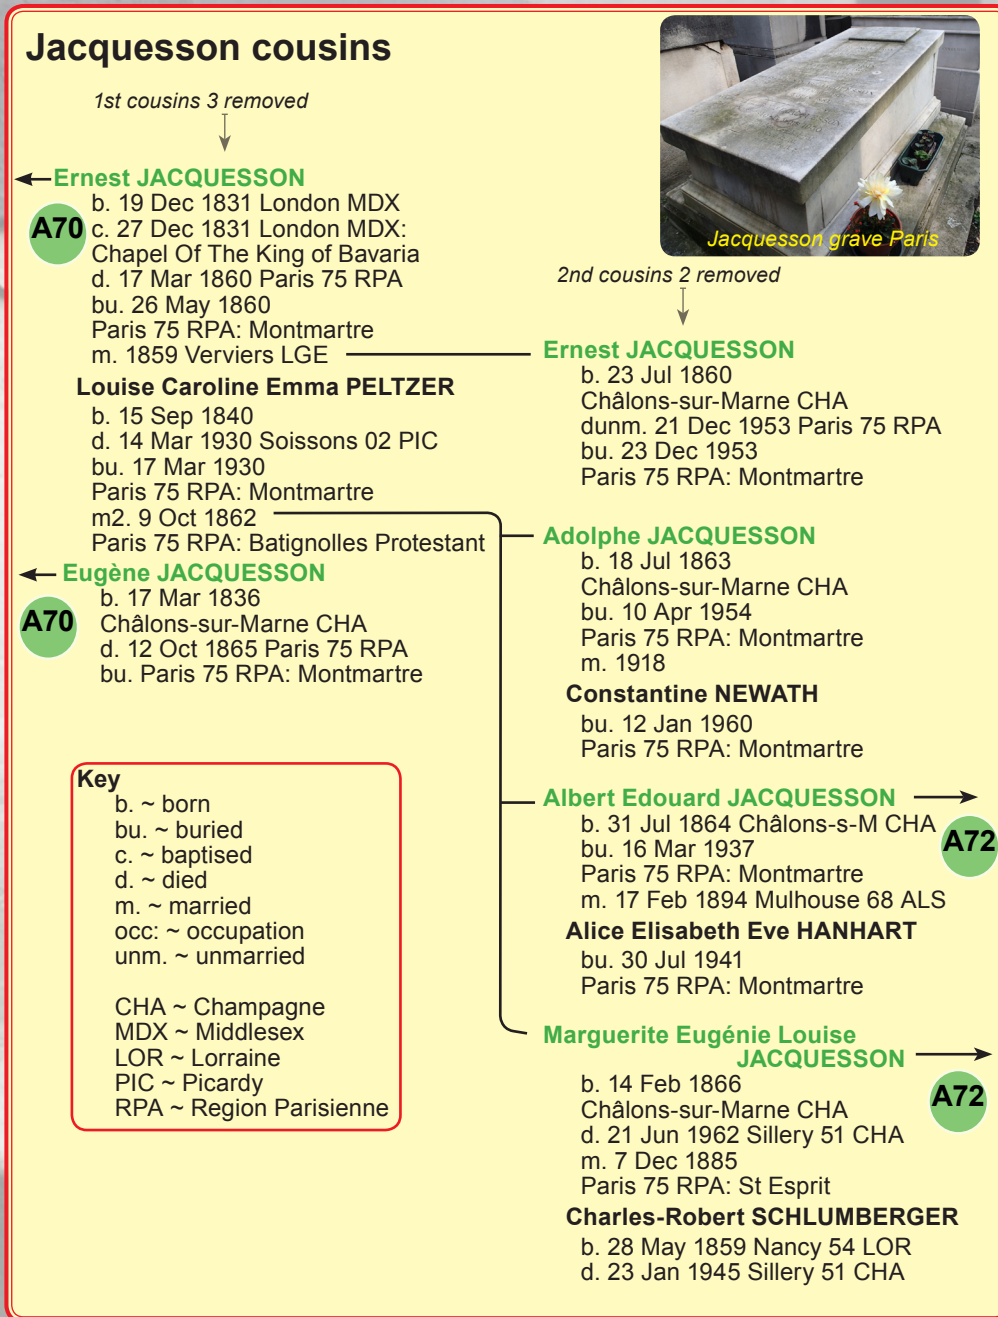 Jacquesson cousins
1st cousins 3 removed
Ernest JACQUESSON
A70
b. 19 Dec 1831 London MDX
c. 27 Dec 1831 London MDX:
Chapel Of The King of Bavaria
d. 17 Mar 1860 Paris 75 RPA
bu. 26 May 1860
Paris 75 RPA: Montmartre
m. 1859 Verviers LGE
Louise Caroline Emma PELTZER
b. 15 Sep 1840
d. 14 Mar 1930 Soissons 02 PIC
bu. 17 Mar 1930
Paris 75 RPA: Montmartre
m2. 9 Oct 1862
Paris 75 RPA: Batignolles Protestant
Eugène JACQUESSON
A70
b. 17 Mar 1836
Châlons-sur-Marne CHA
d. 12 Oct 1865 Paris 75 RPA
bu. Paris 75 RPA: Montmartre
Key
b. ~ born
bu. ~ buried
c. ~ baptised
d. ~ died
m. ~ married
occ: ~ occupation
unm. ~ unmarried
CHA ~ Champagne
MDX ~ Middlesex
LOR ~ Lorraine
PIC ~ Picardy
RPA ~ Region Parisienne
Jacquesson grave Paris
2nd cousins 2 removed
Ernest JACQUESSON
b. 23 Jul 1860
Châlons-sur-Marne CHA
dunm. 21 Dec 1953 Paris 75 RPA
bu. 23 Dec 1953
Paris 75 RPA: Montmartre
Adolphe JACQUESSON
b. 18 Jul 1863
Châlons-sur-Marne CHA
bu. 10 Apr 1954
Paris 75 RPA: Montmartre
m. 1918
Constantine NEWATH
bu. 12 Jan 1960
Paris 75 RPA: Montmartre
Albert Edouard JACQUESSON
A72
b. 31 Jul 1864 Châlons-s-M CHA
bu. 16 Mar 1937
Paris 75 RPA: Montmartre
m. 17 Feb 1894 Mulhouse 68 ALS
Alice Elisabeth Eve HANHART
bu. 30 Jul 1941
Paris 75 RPA: Montmartre
Marguerite Eugénie Louise
JACQUESSON
A72
b. 14 Feb 1866
Châlons-sur-Marne CHA
d. 21 Jun 1962 Sillery 51 CHA
m. 7 Dec 1885
Paris 75 RPA: St Esprit
Charles-Robert SCHLUMBERGER
b. 28 May 1859 Nancy 54 LOR
d. 23 Jan 1945 Sillery 51 CHA